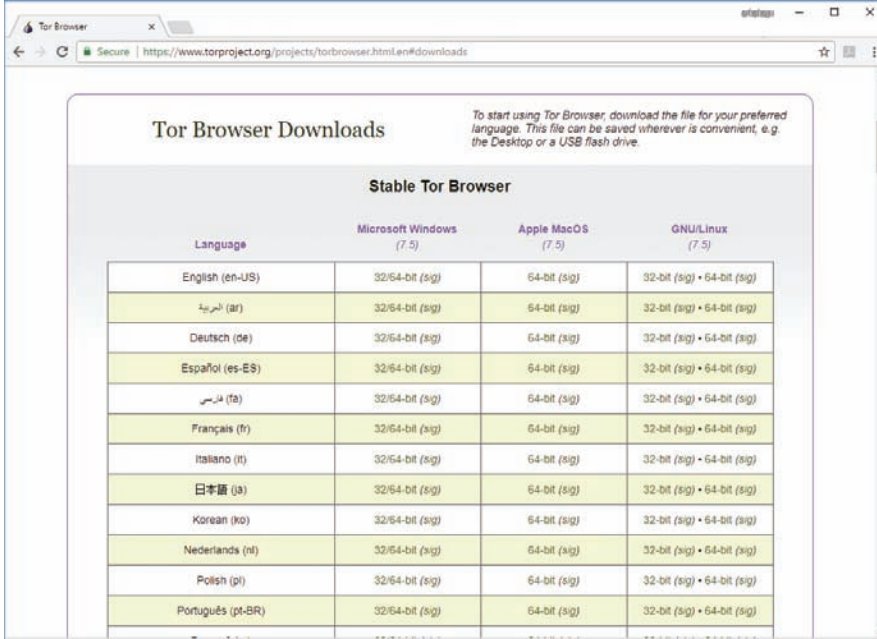 Tor Browser
Secure | https://www.torproject.org/projects/torbrowser.html.en#downloads
Tor Browser Downloads
To start using Tor Browser, download the file for your preferred
language. This file can be saved wherever is convenient, e.g.
the Desktop or a USB flash drive.
Stable Tor Browser
Language Microsoft Windows (7.5) Apple MacOS (7.5) GNU/Linux (7.5)
English (en-US) 32/64-bit (sig) 64-bit (sig) 32-bit (sig) • 64-bit (sig)
العربية (ar) 32/64-bit (sig) 64-bit (sig) 32-bit (sig) • 64-bit (sig)
Deutsch (de) 32/64-bit (sig) 64-bit (sig) 32-bit (sig) • 64-bit (sig)
Español (es-ES) 32/64-bit (sig) 64-bit (sig) 32-bit (sig) • 64-bit (sig)
فارسی (fa) 32/64-bit (sig) 64-bit (sig) 32-bit (sig) • 64-bit (sig)
Français (fr) 32/64-bit (sig) 64-bit (sig) 32-bit (sig) • 64-bit (sig)
Italiano (it) 32/64-bit (sig) 64-bit (sig) 32-bit (sig) • 64-bit (sig)
日本語 (ja) 32/64-bit (sig) 64-bit (sig) 32-bit (sig) • 64-bit (sig)
Korean (ko) 32/64-bit (sig) 64-bit (sig) 32-bit (sig) • 64-bit (sig)
Nederlands (nl) 32/64-bit (sig) 64-bit (sig) 32-bit (sig) • 64-bit (sig)
Polish (pl) 32/64-bit (sig) 64-bit (sig) 32-bit (sig) • 64-bit (sig)
Português (pt-BR) 32/64-bit (sig) 64-bit (sig) 32-bit (sig) • 64-bit (sig)